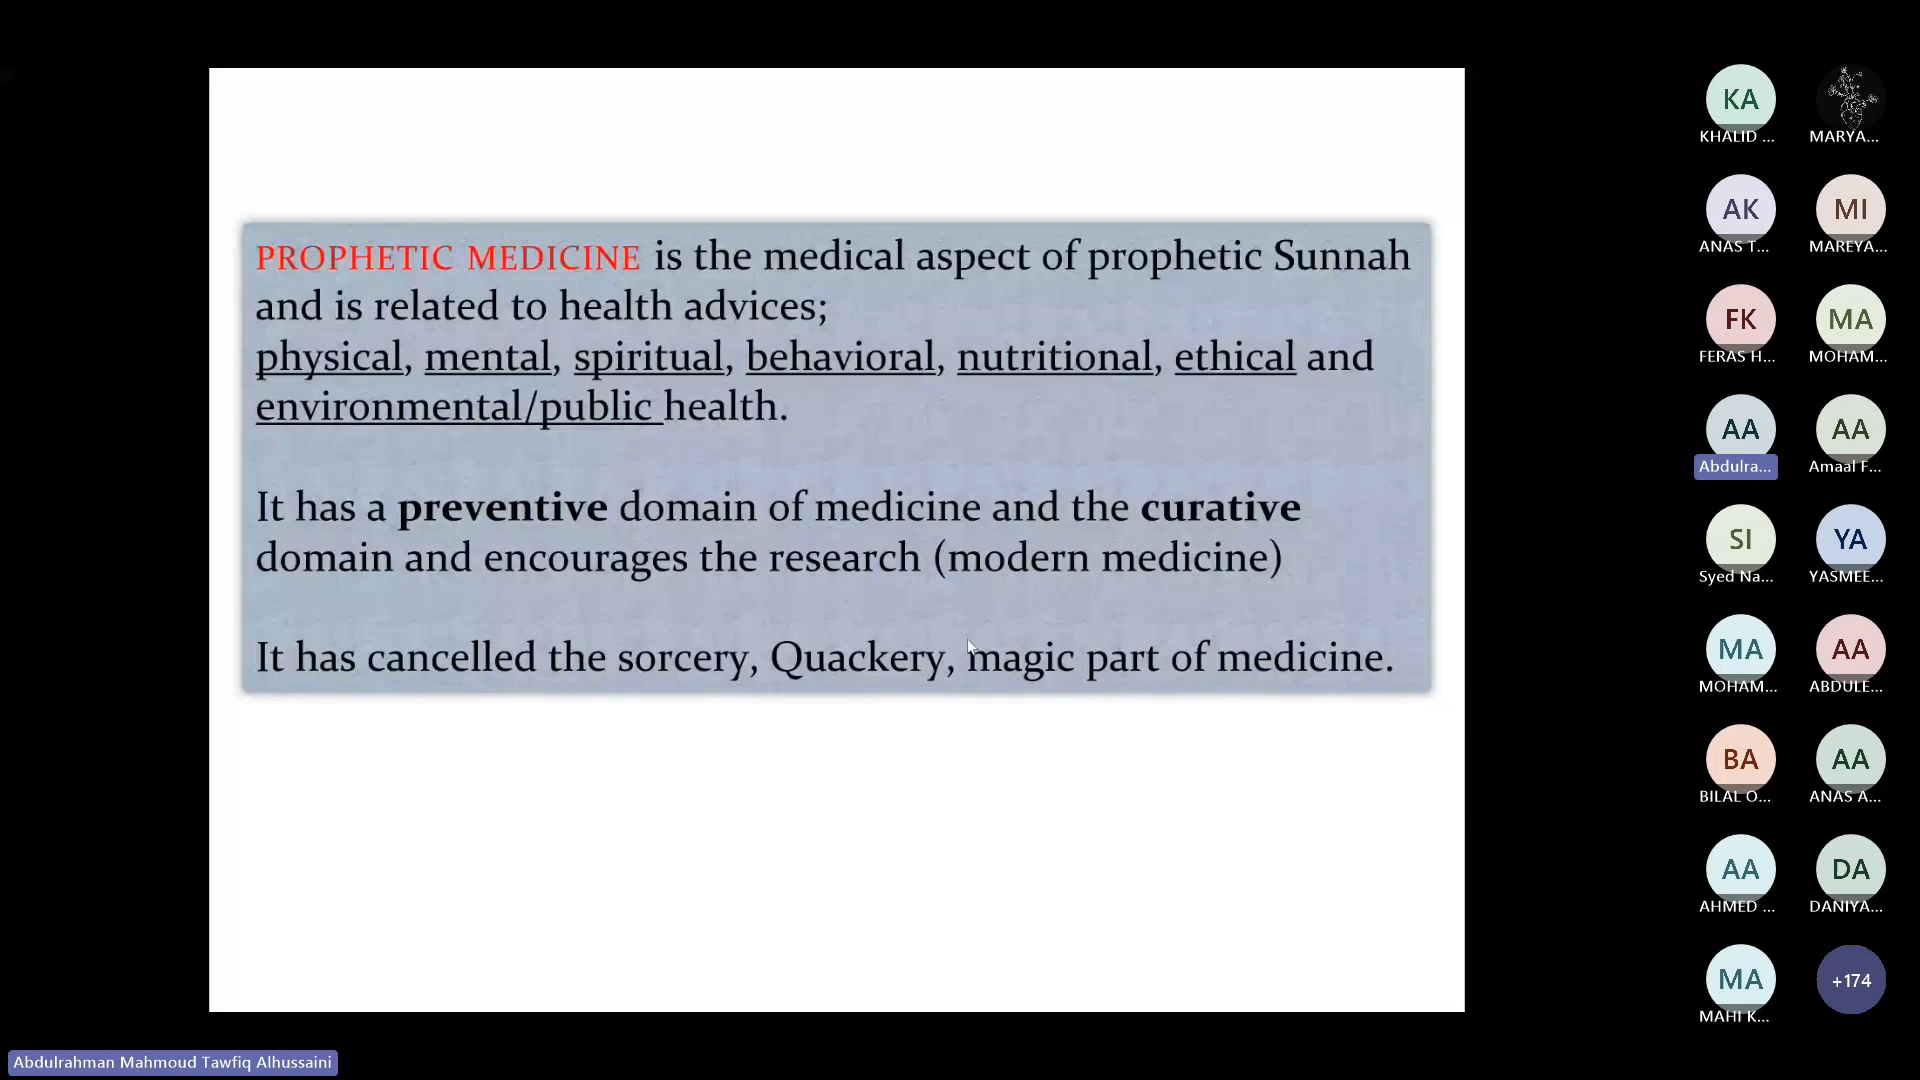 PROPHETIC MEDICINE is the medical aspect of prophetic Sunnah
and is related to health advices;
physical, mental, spiritual, behavioral, nutritional, ethical and
environmental/public health.
It has a preventive domain of medicine and the curative
domain and encourages the research (modern medicine)
It has cancelled the sorcery, Quackery, magic part of medicine.
KA
KHALID ...
MARYA...
AK
ANAS T...
MI
MAREYA...
FK
FERAS H...
MA
MOHAM...
AA
Abdulra...
AA
Amaal F...
SI
Syed Na...
YA
YASMEE...
MA
MOHAM...
AA
ABDULE...
BA
BILAL O...
AA
ANAS A...
AA
AHMED ...
DA
DANIYA...
MA
MAHI K...
+174
Abdulrahman Mahmoud Tawfiq Alhussaini